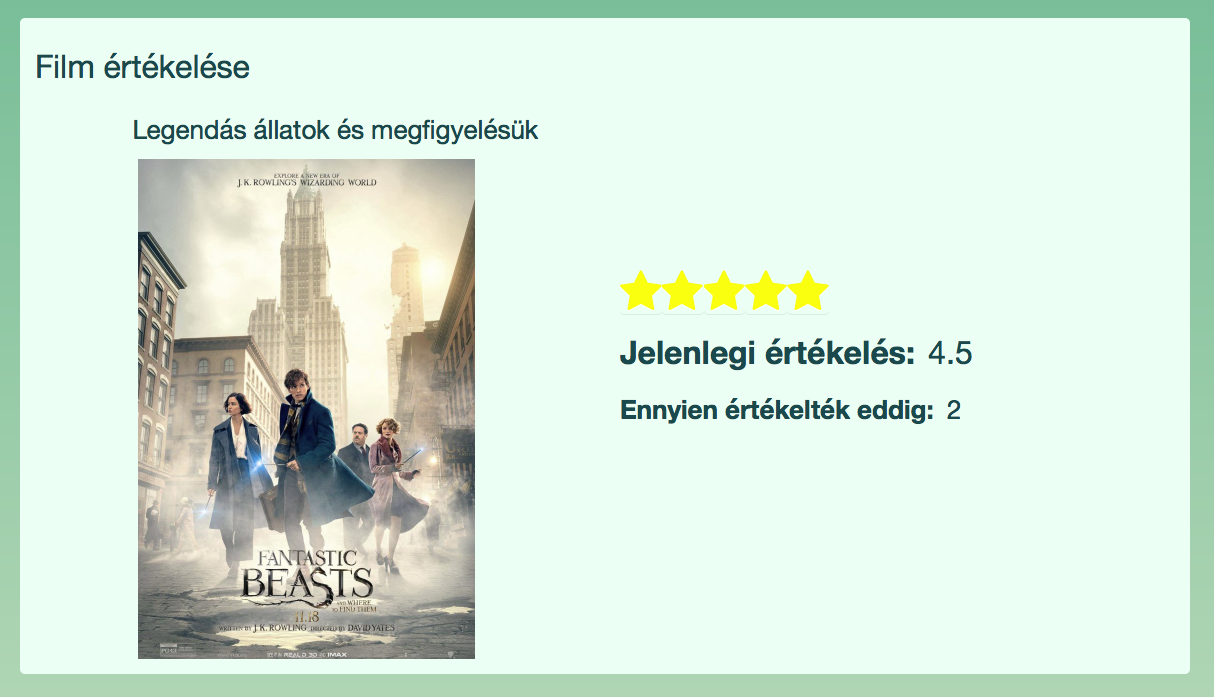 Film értékelése
Legendás állatok és megfigyelésük
EXPLORE A NEW ERA OF
J.K. ROWLING'S WIZARDING WORLD
FANTASTIC
BEASTS
AND WHERE
TO FIND THEM
11.18
WRITTEN BY J.K. ROWLING DIRECTED BY DAVID YATES
REAL D 3D IMAX
Jelenlegi értékelés: 4.5
Ennyien értékelték eddig: 2